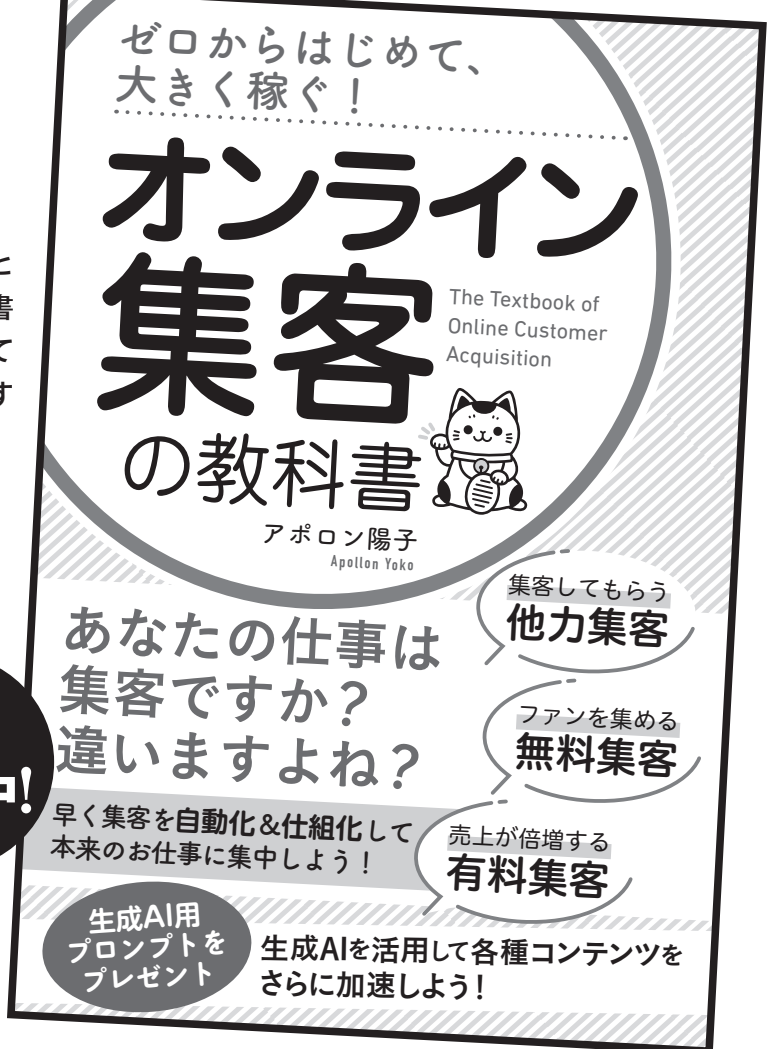 ゼロからはじめて、
大きく稼ぐ！
オンライン
集客
の教科書
The Textbook of
Online Customer
Acquisition
アポロン陽子
Apollon Yoko
あなたの仕事は
集客ですか？
違いますよね？
早く集客を自動化＆仕組化して
本来のお仕事に集中しよう！
集客してもらう
他力集客
ファンを集める
無料集客
売上が倍増する
有料集客
生成AI用
プロンプトを
プレゼント
生成AIを活用して各種コンテンツを
さらに加速しよう！
書
て
す